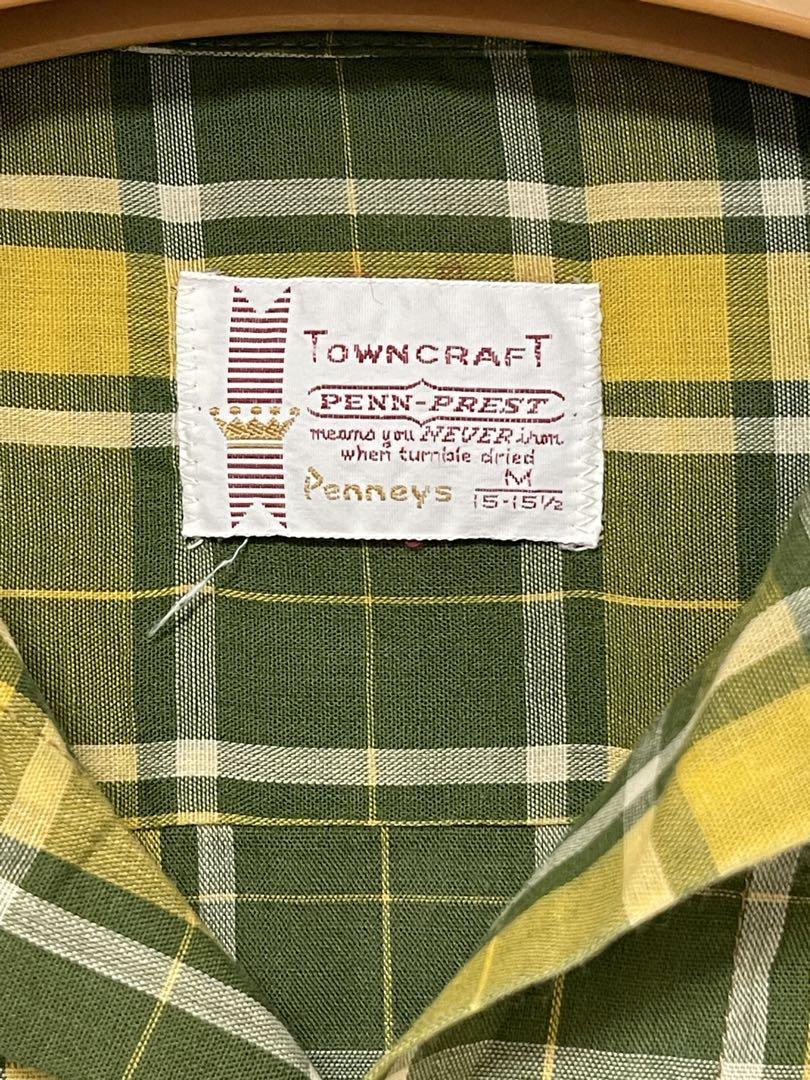 TOWNCRAFT
PENN-PREST
means you NEVER iron
when tumble dried
Penneys
M
15-15½